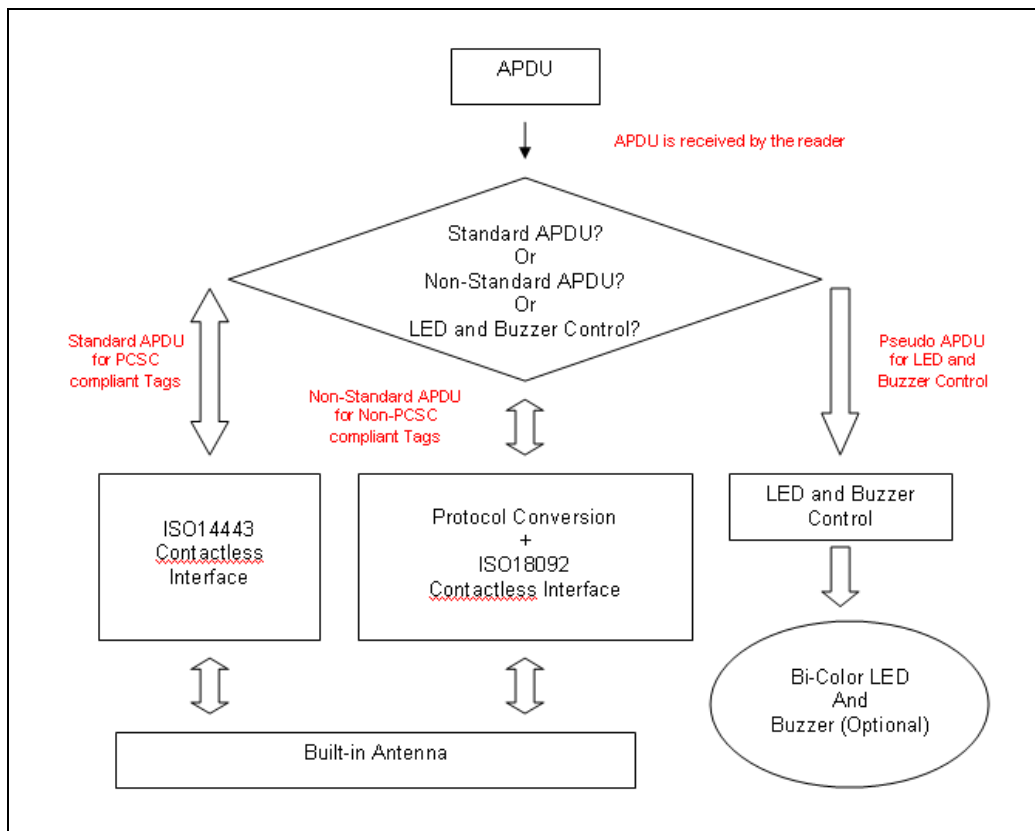 APDU
APDU is received by the reader
Standard APDU?
Or
Non-Standard APDU?
Or
LED and Buzzer Control?
Standard APDU
for PCSC
compliant Tags
Non-Standard APDU
for Non-PCSC
compliant Tags
Pseudo APDU
for LED and
Buzzer Control
ISO14443
Contactless
Interface
Protocol Conversion
+
ISO18092
Contactless Interface
LED and Buzzer
Control
Bi-Color LED
And
Buzzer (Optional)
Built-in Antenna